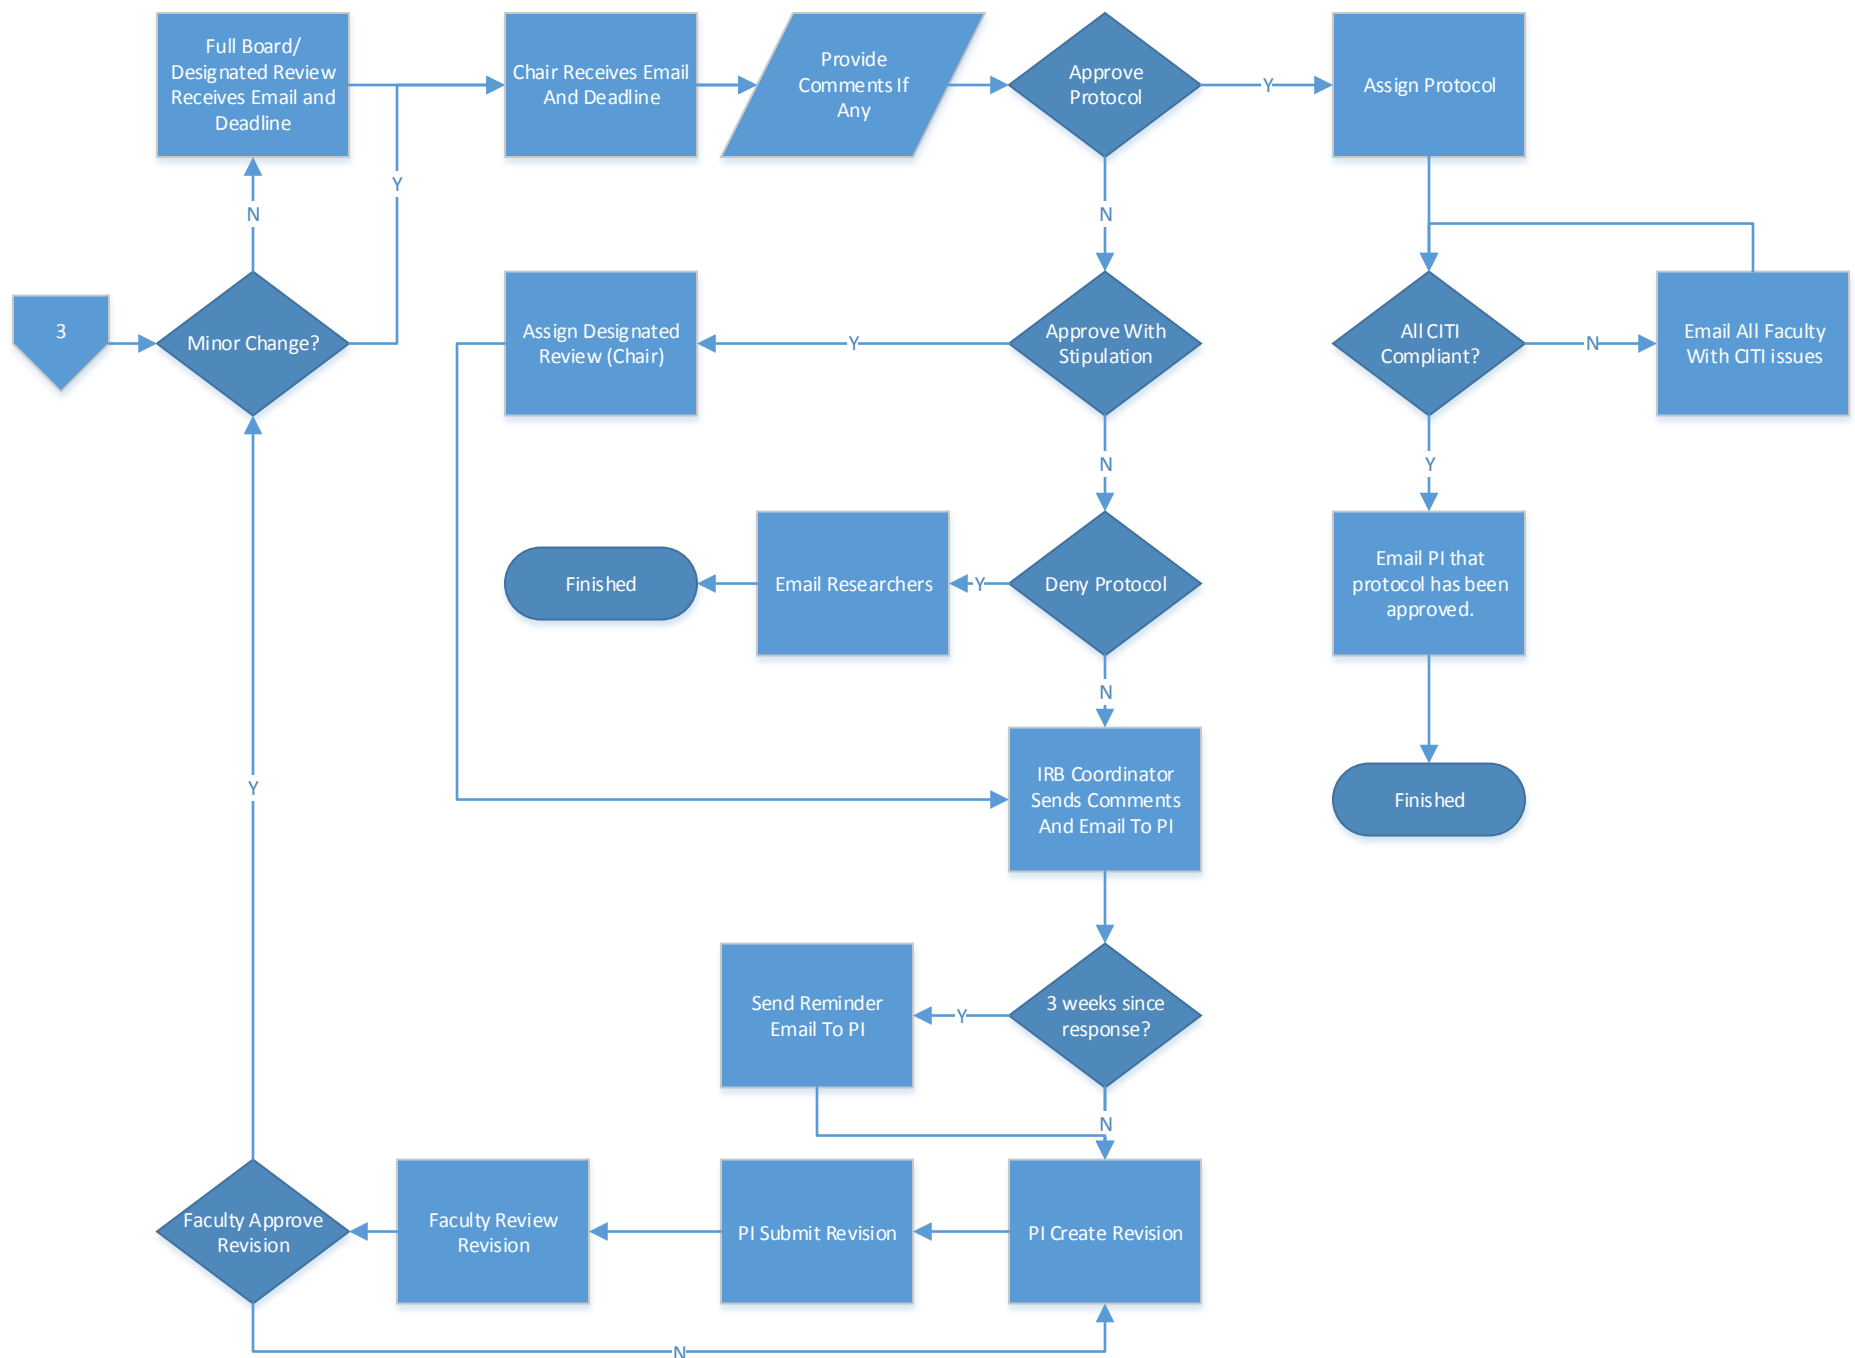 Full Board/
Designated Review
Receives Email and
Deadline
Chair Receives Email
And Deadline
Provide
Comments If
Any
Approve
Protocol
Y
Assign Protocol
Y
N
N
3
Minor Change?
Assign Designated
Review (Chair)
Y
Approve With
Stipulation
All CITI
Compliant?
N
Email All Faculty
With CITI issues
N
Y
Finished
Email Researchers
Y
Deny Protocol
Email PI that
protocol has been
approved.
N
Y
IRB Coordinator
Sends Comments
And Email To PI
Finished
Send Reminder
Email To PI
Y
3 weeks since
response?
N
Faculty Approve
Revision
Faculty Review
Revision
PI Submit Revision
PI Create Revision
N